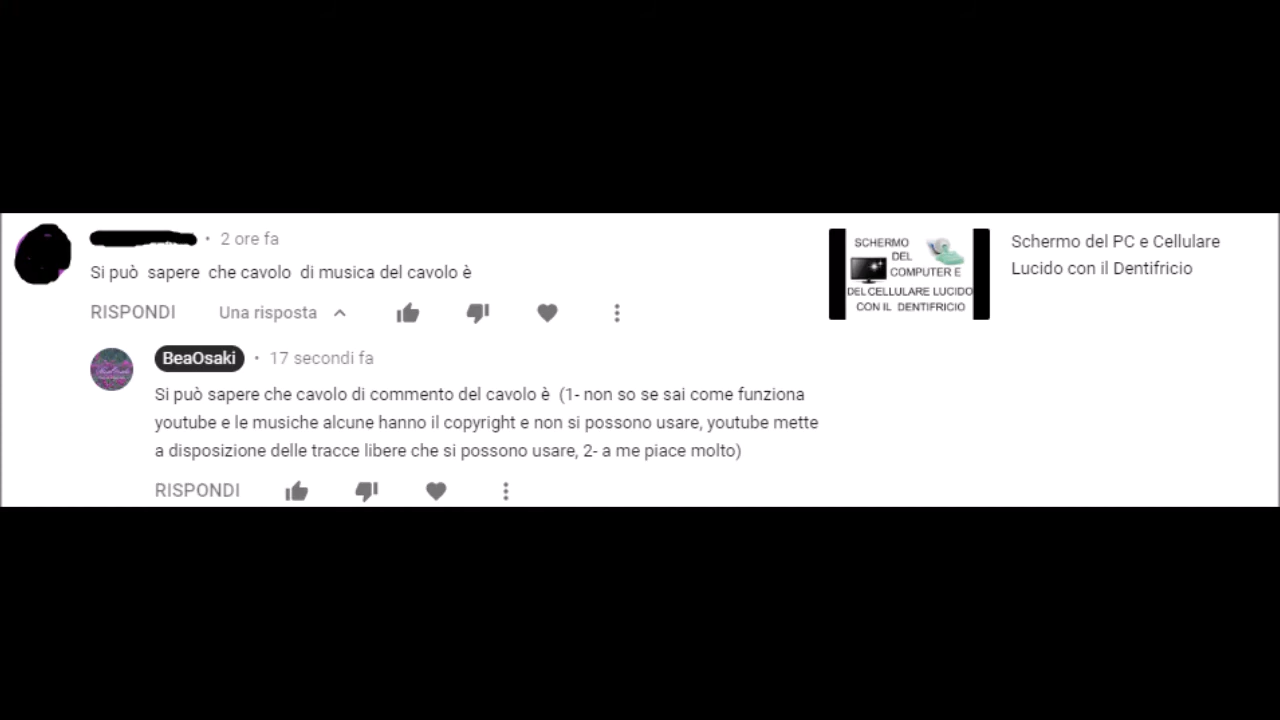 • 2 ore fa
Si può sapere che cavolo di musica del cavolo è
RISPONDI Una risposta
BeaOsaki • 17 secondi fa
Si può sapere che cavolo di commento del cavolo è (1- non so se sai come funziona
youtube e le musiche alcune hanno il copyright e non si possono usare, youtube mette
a disposizione delle tracce libere che si possono usare, 2- a me piace molto)
RISPONDI
SCHERMO
DEL
COMPUTER E
DEL CELLULARE LUCIDO
CON IL DENTIFRICIO
Schermo del PC e Cellulare
Lucido con il Dentifricio